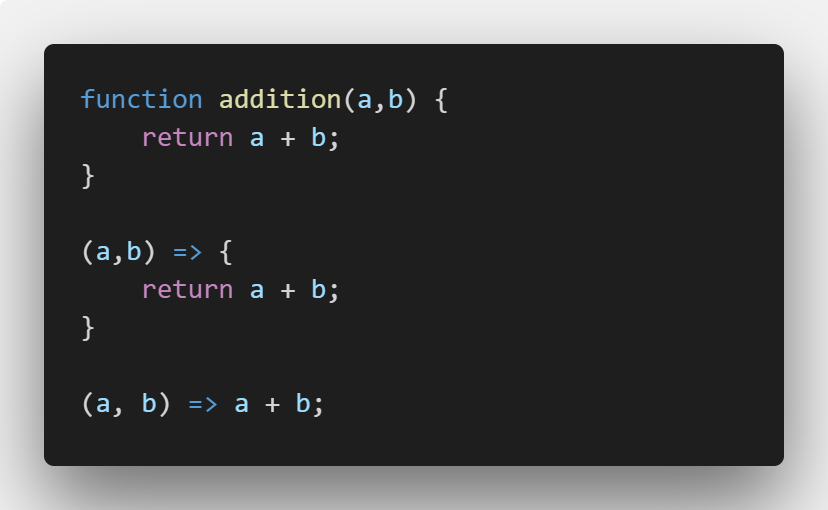 function addition(a,b) {
    return a + b;
}

(a,b) => {
    return a + b;
}

(a, b) => a + b;